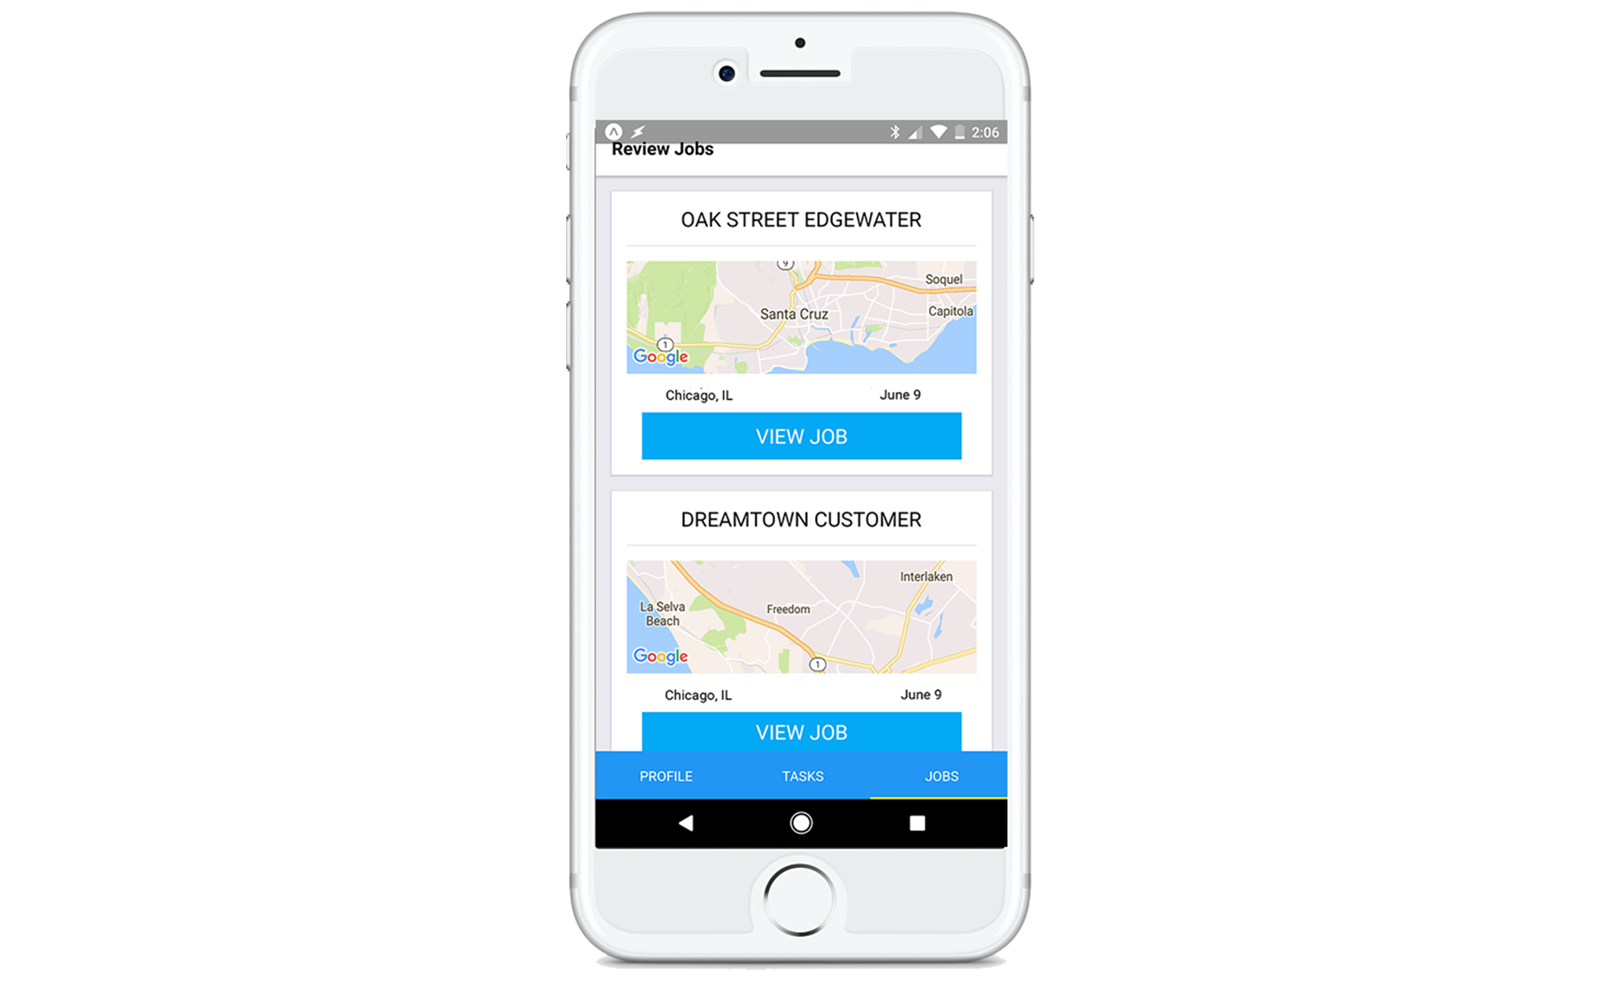 2:06
Review Jobs
OAK STREET EDGEWATER
9
Soquel
Santa Cruz
Capitola
1
Google
Chicago, IL June 9
VIEW JOB
DREAMTOWN CUSTOMER
Interlaken
La Selva
Beach
Freedom
Google
1
Chicago, IL June 9
VIEW JOB
PROFILE TASKS JOBS